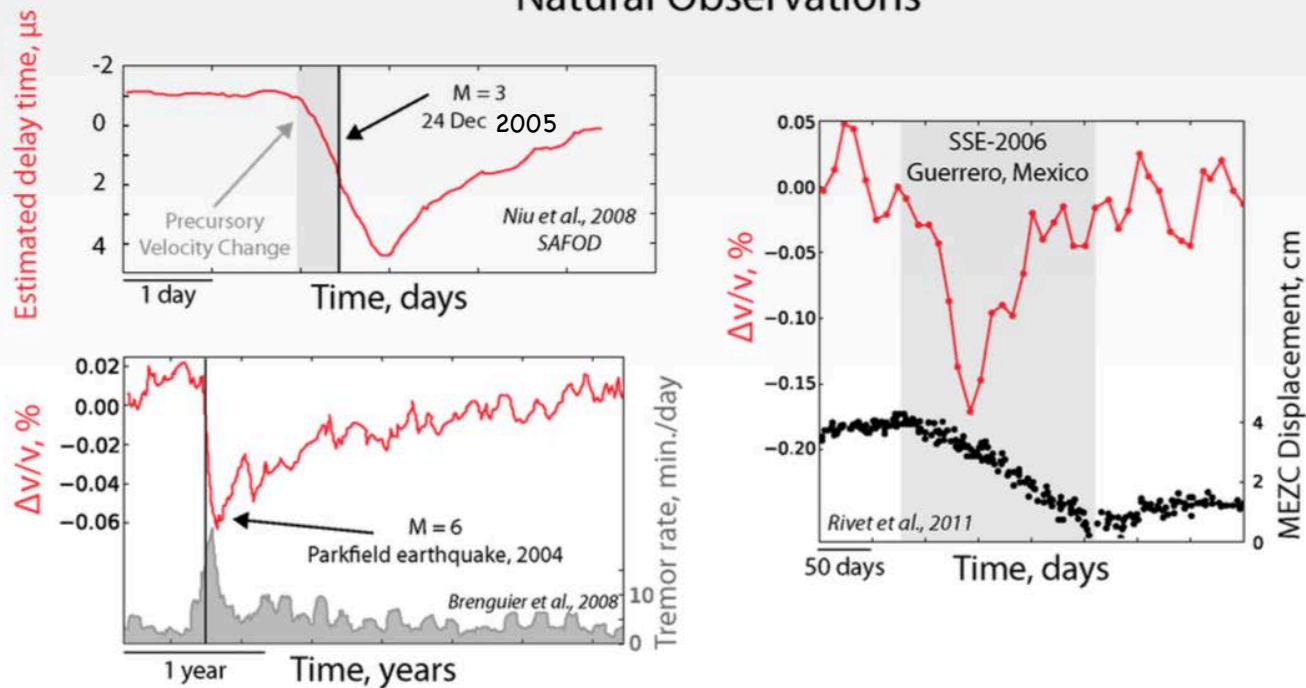 Natural Observations
Estimated delay time, μs
-2
0
2
4
M = 3
24 Dec 2005
Precursory
Velocity Change
Niu et al., 2008
SAFOD
1 day
Time, days
Δv/v, %
0.02
0.00
−0.02
−0.04
−0.06
M = 6
Parkfield earthquake, 2004
Brenguier et al., 2008
10
0
Tremor rate, min./day
1 year
Time, years
Δv/v, %
0.05
0.00
−0.05
−0.10
−0.15
−0.20
SSE-2006
Guerrero, Mexico
Rivet et al., 2011
4
2
0
MEZC Displacement, cm
50 days
Time, days